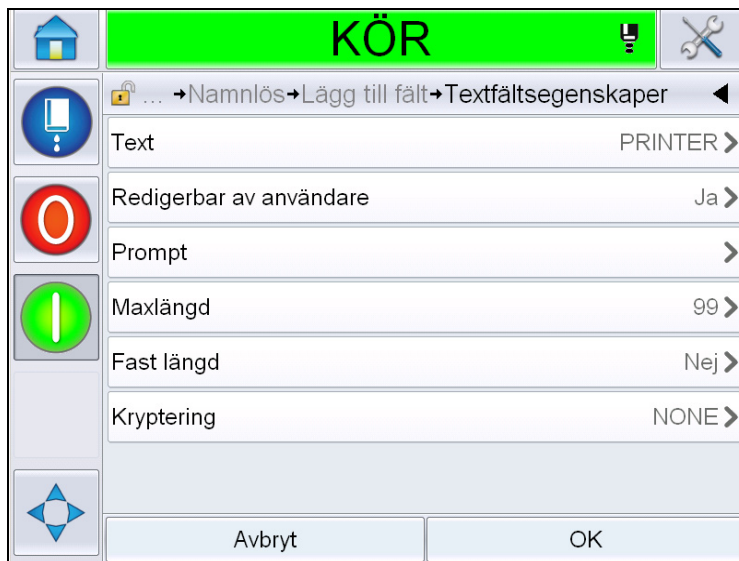 KÖR
... →Namnlös→Lägg till fält→Textfältsegenskaper
Text PRINTER
Redigerbar av användare Ja
Prompt
Maxlängd 99
Fast längd Nej
Kryptering NONE
Avbryt OK